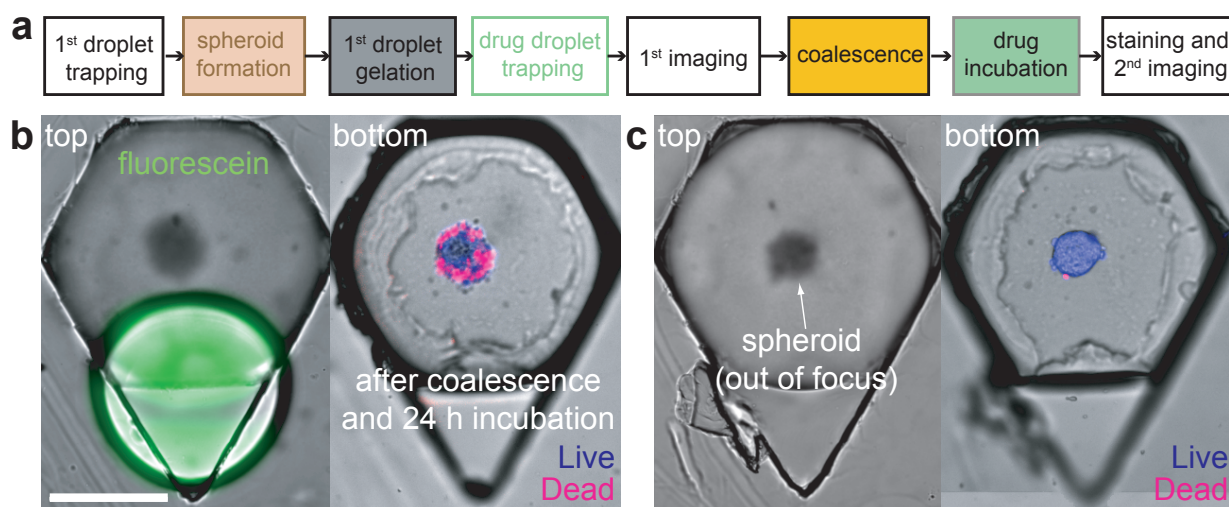 a
1st droplet
trapping
spheroid
formation
1st droplet
gelation
drug droplet
trapping
1st imaging
coalescence
drug
incubation
staining and
2nd imaging
b
top
fluorescein
bottom
after coalescence
and 24 h incubation
Live
Dead
c
top
spheroid
(out of focus)
bottom
Live
Dead